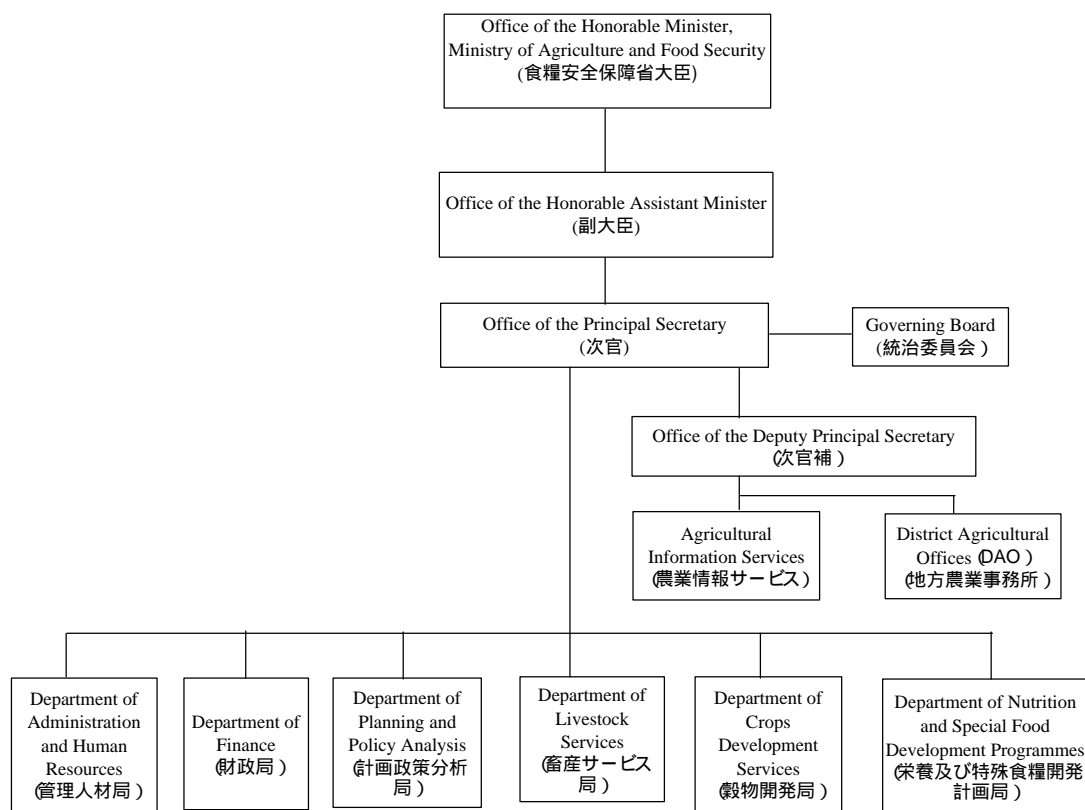 Office of the Honorable Minister,
Ministry of Agriculture and Food Security
(食糧安全保障省大臣)
Office of the Honorable Assistant Minister
(副大臣)
Office of the Principal Secretary
(次官)
Governing Board
(統治委員会）
Office of the Deputy Principal Secretary
(次官補）
Agricultural
Information Services
(農業情報サービス）
District Agricultural
Offices (DAO）
(地方農業事務所）
Department of
Administration
and Human
Resources
(管理人材局）
Department of
Finance
(財政局）
Department of
Planning and
Policy Analysis
(計画政策分析
局）
Department of
Livestock
Services
(畜産サービス
局）
Department of
Crops
Development
Services
(穀物開発局）
Department of Nutrition
and Special Food
Development Programmes
(栄養及び特殊食糧開発
計画局）